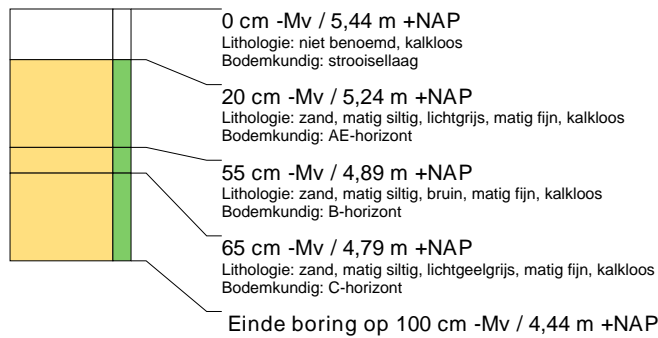 0 cm -Mv / 5,44 m +NAP
Lithologie: niet benoemd, kalkloos
Bodemkundig: strooisellaag
20 cm -Mv / 5,24 m +NAP
Lithologie: zand, matig siltig, lichtgrijs, matig fijn, kalkloos
Bodemkundig: AE-horizont
55 cm -Mv / 4,89 m +NAP
Lithologie: zand, matig siltig, bruin, matig fijn, kalkloos
Bodemkundig: B-horizont
65 cm -Mv / 4,79 m +NAP
Lithologie: zand, matig siltig, lichtgeelgrijs, matig fijn, kalkloos
Bodemkundig: C-horizont
Einde boring op 100 cm -Mv / 4,44 m +NAP